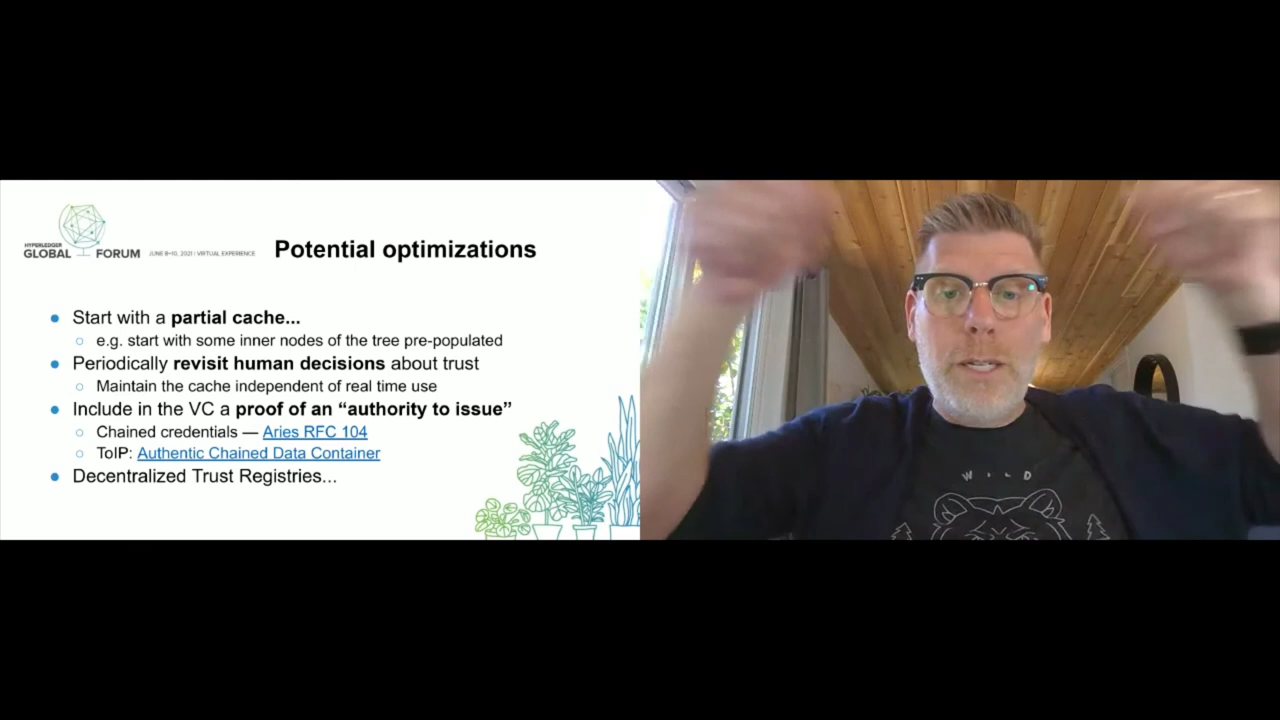 HYPERLEDGER
GLOBAL FORUM
JUNE 8-10, 2021 | VIRTUAL EXPERIENCE
Potential optimizations
Start with a partial cache...
e.g. start with some inner nodes of the tree pre-populated
Periodically revisit human decisions about trust
Maintain the cache independent of real time use
Include in the VC a proof of an “authority to issue”
Chained credentials — Aries RFC 104
ToIP: Authentic Chained Data Container
Decentralized Trust Registries...
WILD